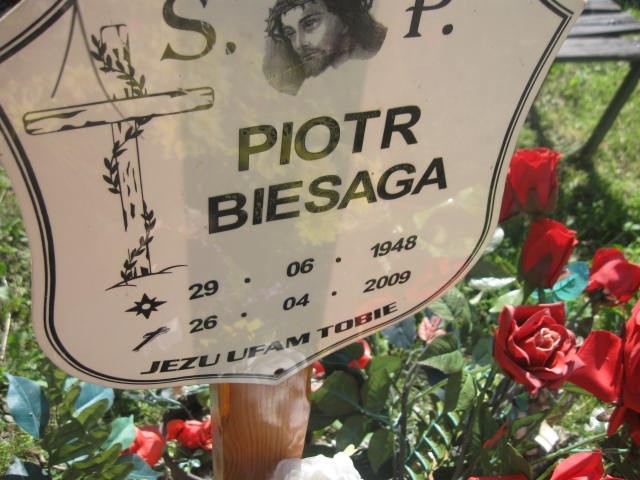 S. P.
PIOTR
BIESAGA
29 · 06 · 1948
26 · 04 · 2009
JEZU UFAM TOBIE